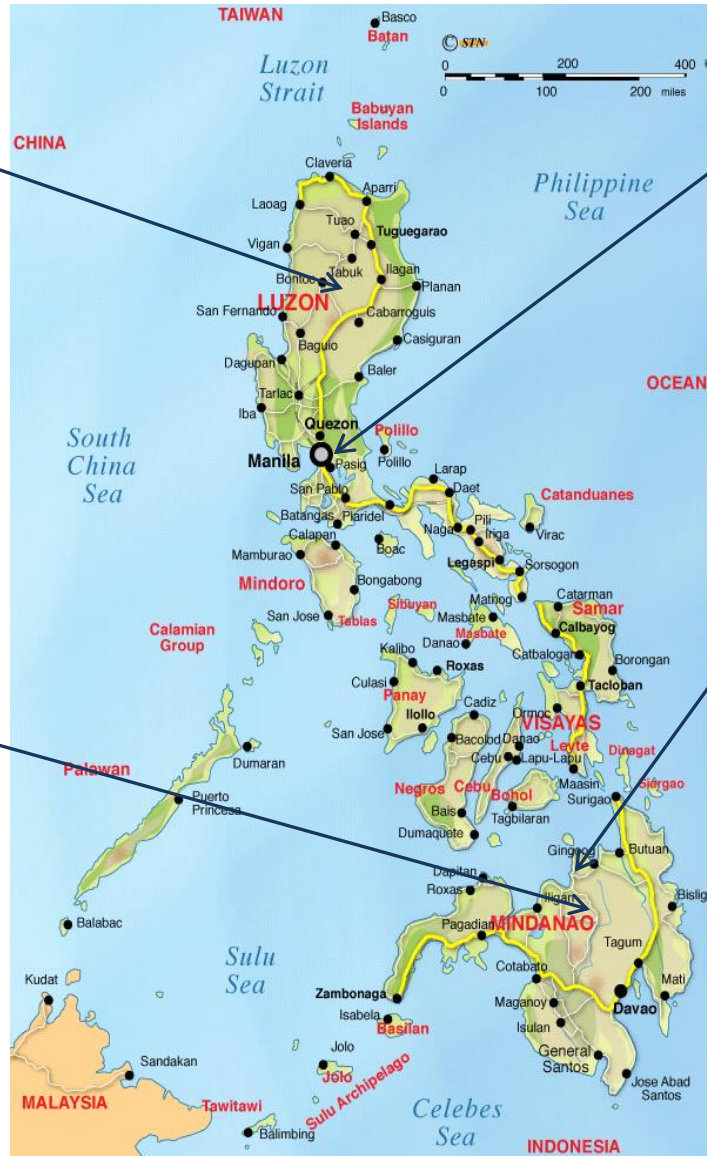 TAIWAN
Basco
Batan
© STN
Luzon
Strait
0 200 400 K
0 100 200 miles
Babuyan
Islands
CHINA
Claveria
Philippine
Sea
Laoag
Aparri
Tuao
Tuguegarao
Vigan
Tabuk
Bontoc
Ilagan
Planan
LUZON
San Fernando
Cabarroguis
Baguio
Casiguran
Dagupan
Baler
OCEAN
Tarlac
Iba
Quezon
Polillo
South
China
Sea
Manila
Pasig
Polillo
Larap
San Pablo
Daet
Catanduanes
Batangas
Plaridel
Pili
Calapan
Naga
Iriga
Virac
Mamburao
Boac
Legaspi
Sorsogon
Mindoro
Bongabong
Matnog
Catarman
Sibuyan
Samar
San Jose
Tablas
Masbate
Calbayog
Calamian
Group
Danao
Masbate
Catbalogan
Kalibo
Roxas
Borongan
Culasi
Panay
Tacloban
Cadiz
Ormoc
Ilollo
VISAYAS
San Jose
Bacolod
Danao
Leyte
Dinagat
Dumaran
Cebu
Lapu-Lapu
Palawan
Maasin
Siargao
Negros
Cebu
Bohol
Surigao
Puerto
Princesa
Bais
Tagbilaran
Dumaquete
Gingoog
Butuan
Dapitan
Roxas
Iligan
Bislig
MINDANAO
Balabac
Pagadian
Sulu
Sea
Tagum
Cotabato
Kudat
Zambonaga
Maganoy
Davao
Mati
Isabela
Isulan
Basilan
General
Santos
Jolo
Sandakan
Jolo
Jose Abad
Santos
Sulu Archipelago
MALAYSIA
Tawitawi
Celebes
Sea
Balimbing
INDONESIA